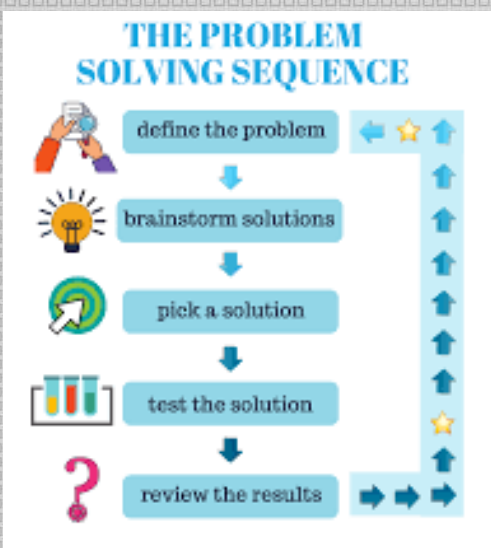 THE PROBLEM
SOLVING SEQUENCE
define the problem
brainstorm solutions
pick a solution
test the solution
review the results